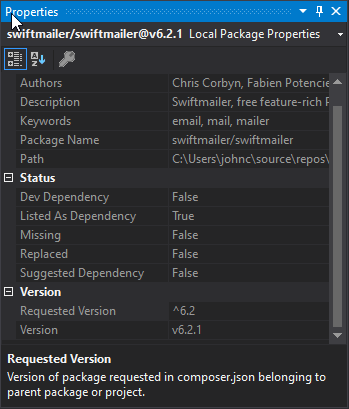 Properties
swiftmailer/swiftmailer@v6.2.1 Local Package Properties
Authors Chris Corbyn, Fabien
Description Swiftmailer, free feature-rich
Keywords email, mail, mailer
Package Name swiftmailer/swiftmailer
Path C:\Users\johnc\source\repos\
Status
Dev Dependency False
Listed As Dependency True
Missing False
Replaced False
Suggested Dependency False
Version
Requested Version ^6.2
Version v6.2.1
Requested Version
Version of package requested in composer.json belonging to
parent package or project.